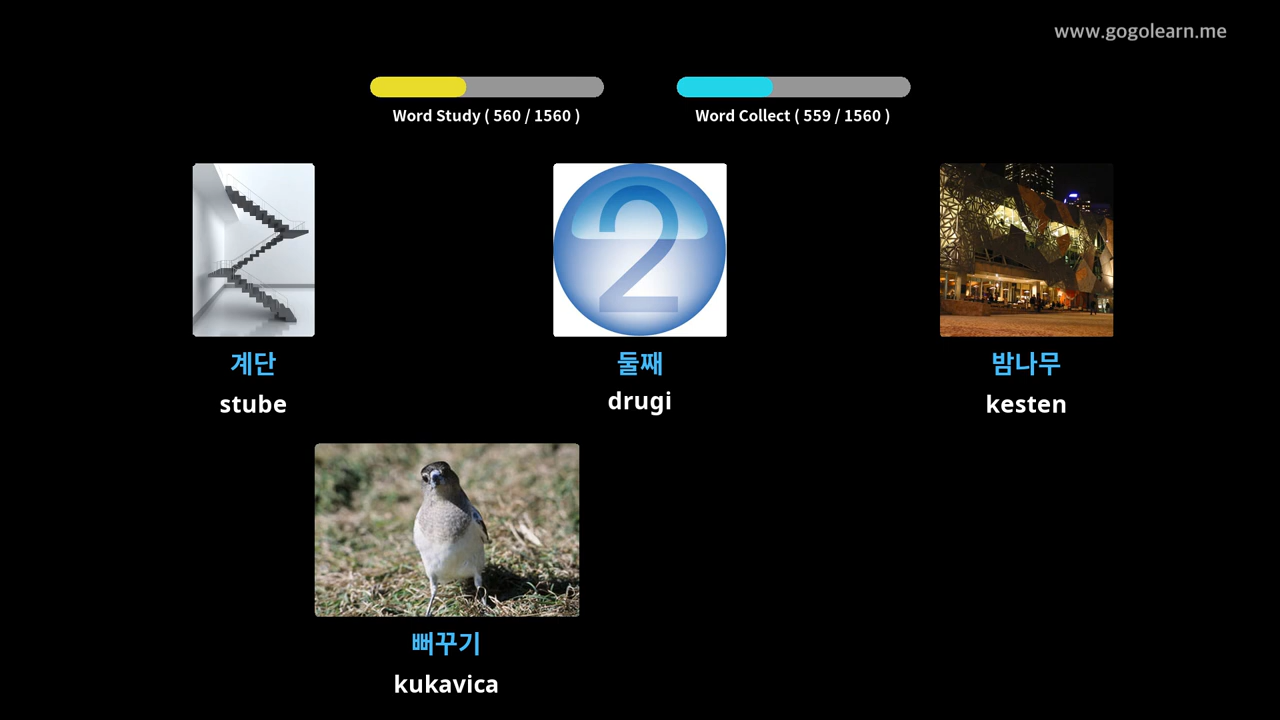 www.gogolearn.me
Word Study ( 560 / 1560 )
Word Collect ( 559 / 1560 )
2
계단
둘째
밤나무
stube
drugi
kesten
뻐꾸기
kukavica